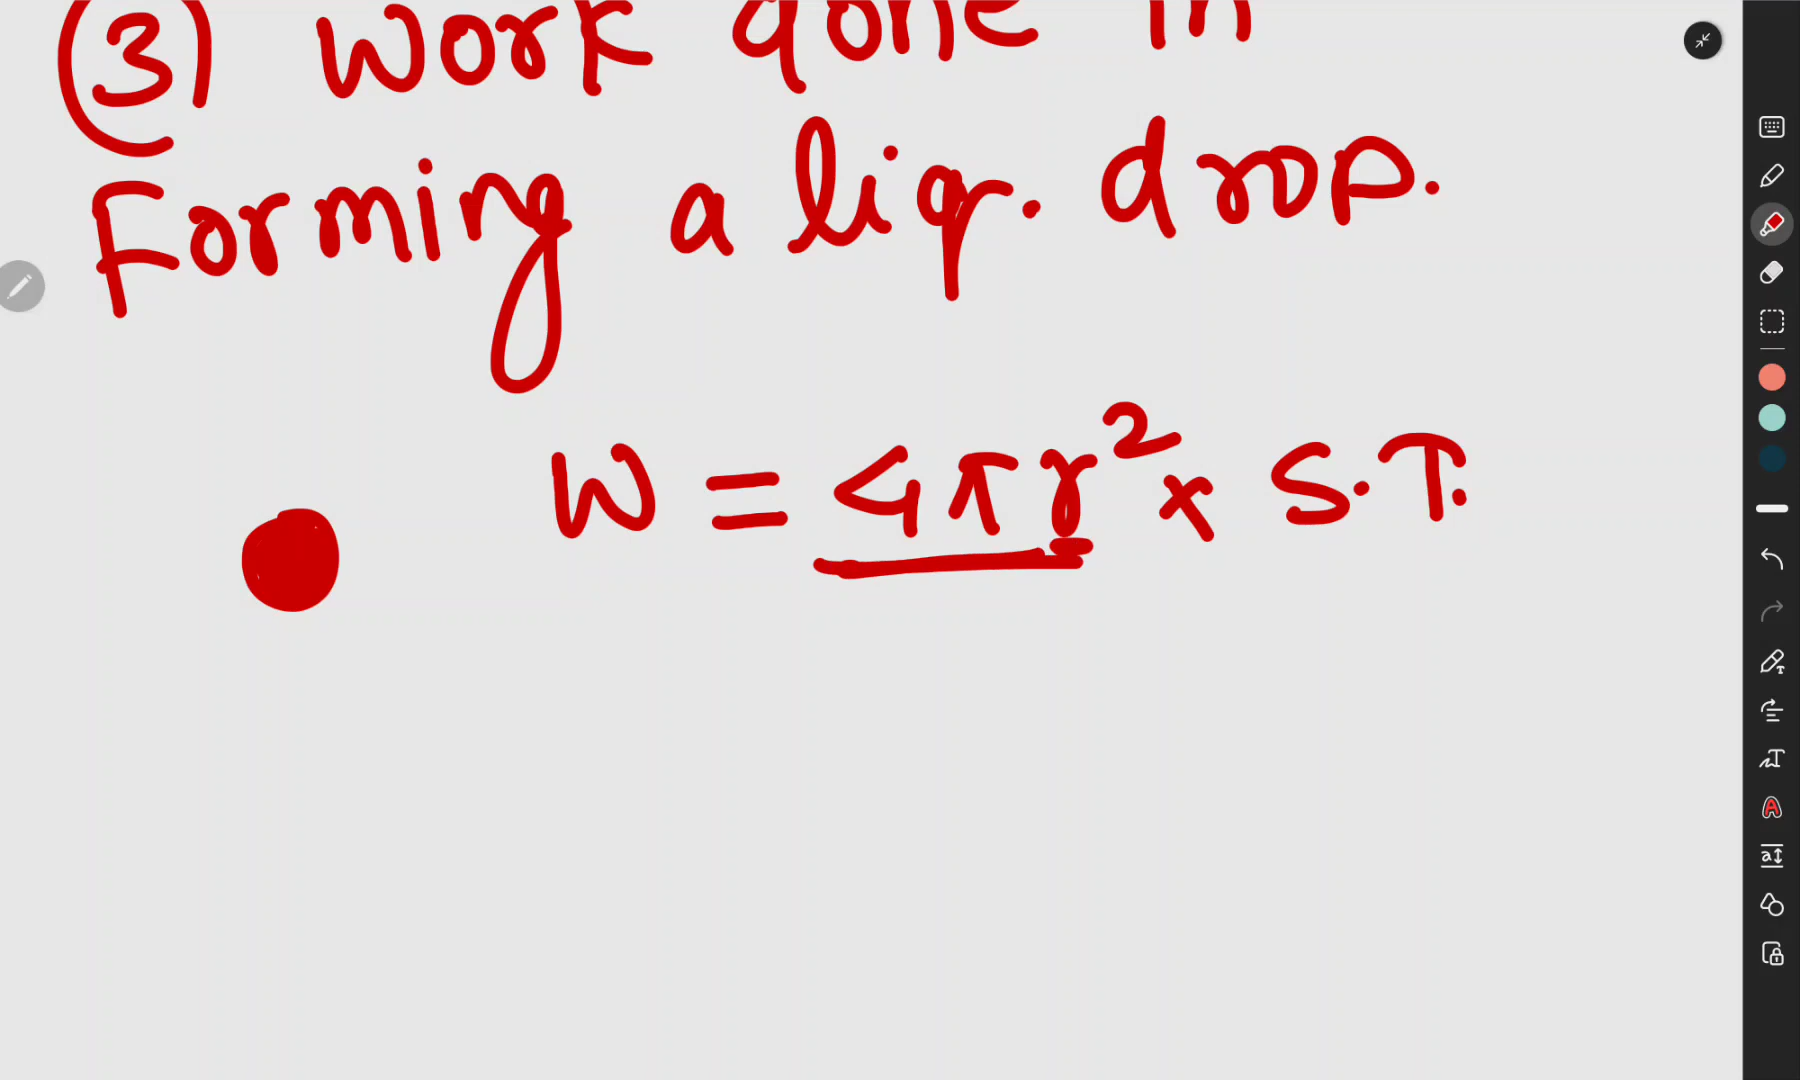 (3) Work done in
Forming a liq. drop.
W = 4πr² × S.T.